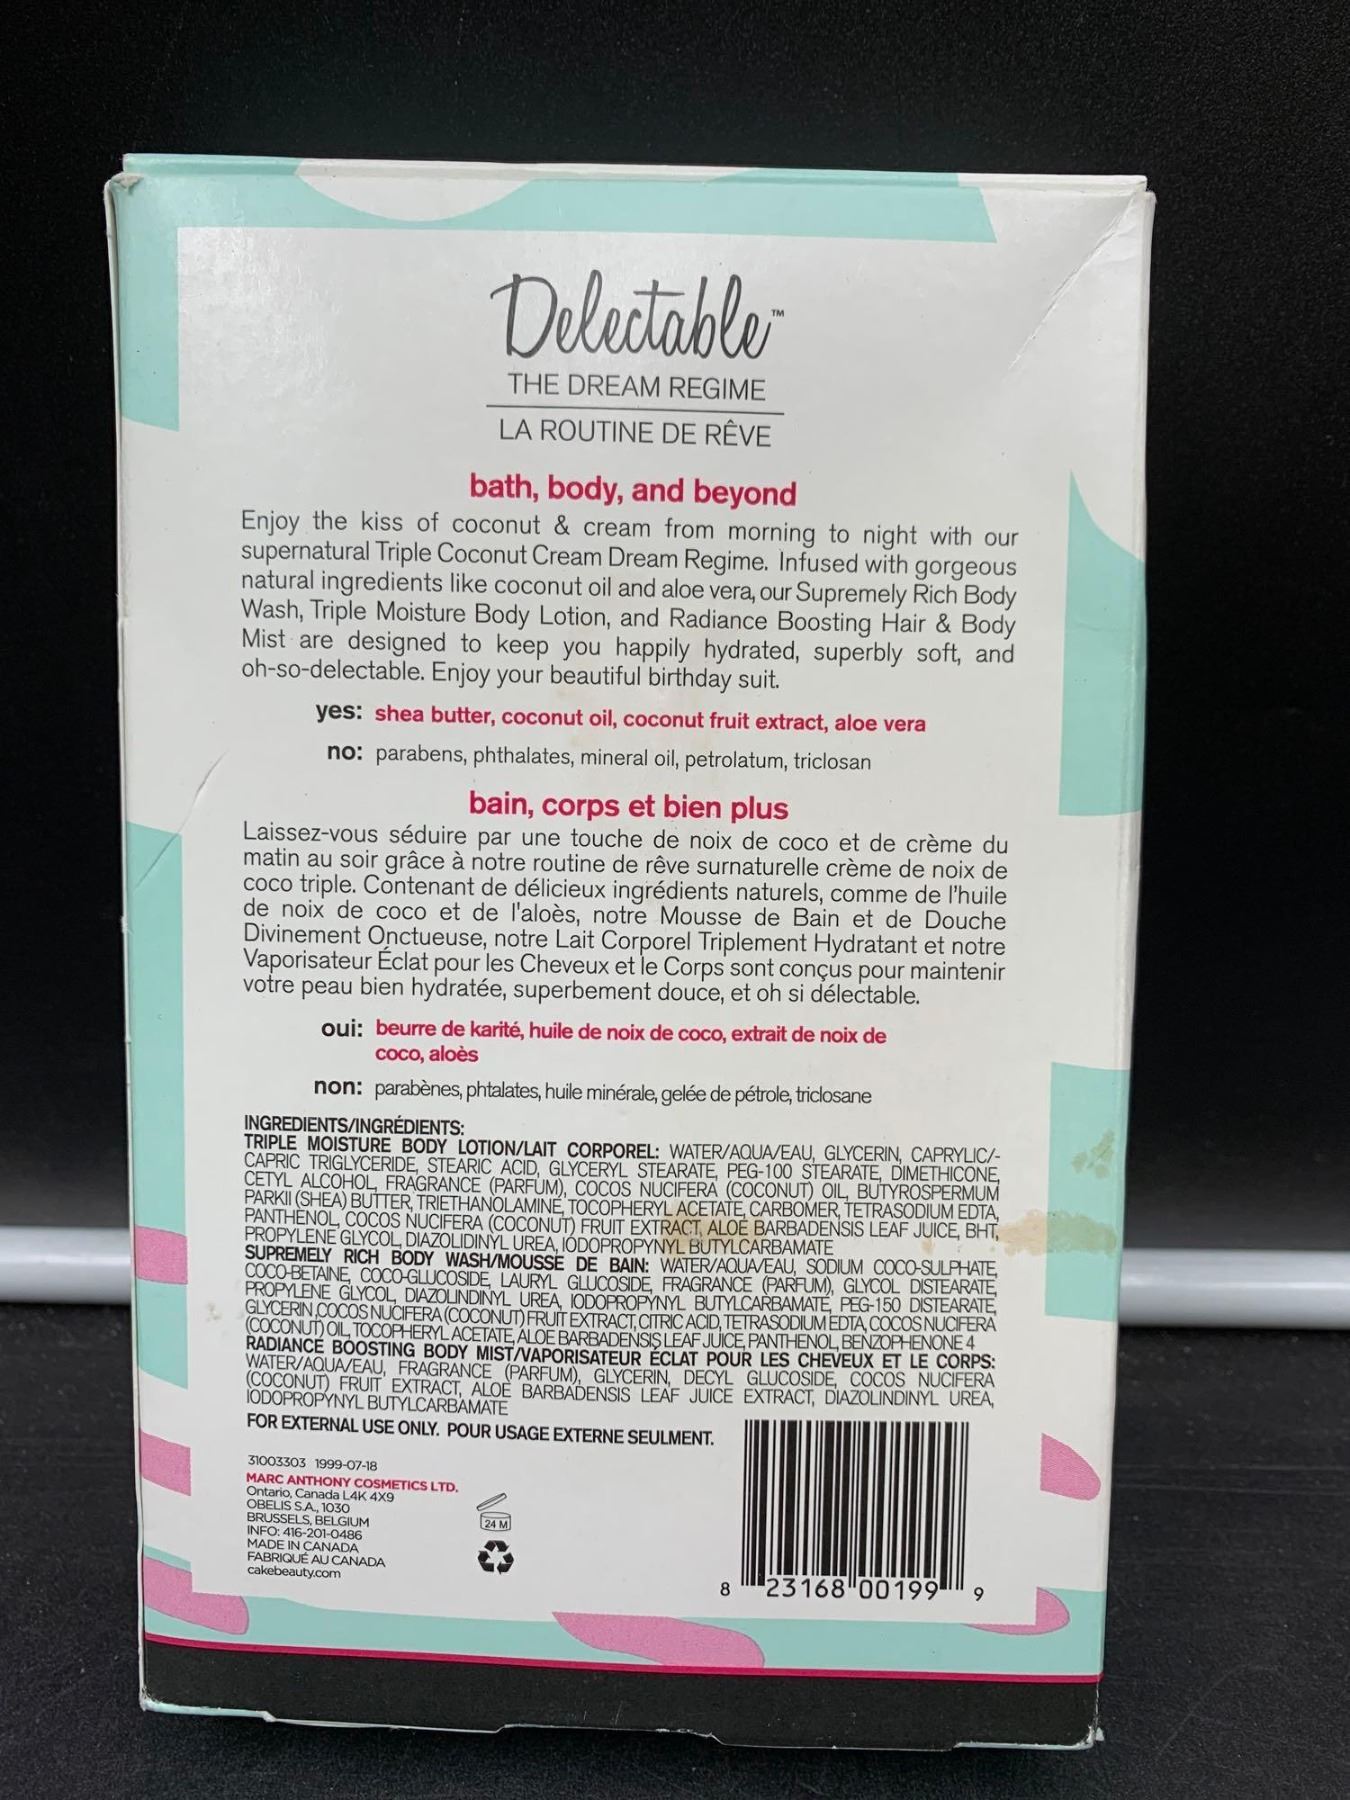 Delectable™
THE DREAM REGIME
LA ROUTINE DE RÊVE
bath, body, and beyond
Enjoy the kiss of coconut & cream from morning to night with our
supernatural Triple Coconut Cream Dream Regime. Infused with gorgeous
natural ingredients like coconut oil and aloe vera, our Supremely Rich Body
Wash, Triple Moisture Body Lotion, and Radiance Boosting Hair & Body
Mist are designed to keep you happily hydrated, superbly soft, and
oh-so-delectable. Enjoy your beautiful birthday suit.
yes: shea butter, coconut oil, coconut fruit extract, aloe vera
no: parabens, phthalates, mineral oil, petrolatum, triclosan
bain, corps et bien plus
Laissez-vous séduire par une touche de noix de coco et de crème du
matin au soir grâce à notre routine de rêve surnaturelle crème de noix de
coco triple. Contenant de délicieux ingrédients naturels, comme de l'huile
de noix de coco et de l'aloès, notre Mousse de Bain et de Douche
Divinement Onctueuse, notre Lait Corporel Triplement Hydratant et notre
Vaporisateur Éclat pour les Cheveux et le Corps sont conçus pour maintenir
votre peau bien hydratée, superbement douce, et oh si délectable.
oui: beurre de karité, huile de noix de coco, extrait de noix de
coco, aloès
non: parabènes, phtalates, huile minérale, gelée de pétrole, triclosane
INGREDIENTS/INGRÉDIENTS:
TRIPLE MOISTURE BODY LOTION/LAIT CORPOREL: WATER/AQUA/EAU, GLYCERIN, CAPRYLIC/-
CAPRIC TRIGLYCERIDE, STEARIC ACID, GLYCERYL STEARATE, PEG-100 STEARATE, DIMETHICONE,
CETYL ALCOHOL, FRAGRANCE (PARFUM), COCOS NUCIFERA (COCONUT) OIL, BUTYROSPERMUM
PARKII (SHEA) BUTTER, TRIETHANOLAMINE, TOCOPHERYL ACETATE, CARBOMER, TETRASODIUM EDTA,
PANTHENOL, COCOS NUCIFERA (COCONUT) FRUIT EXTRACT, ALOE BARBADENSIS LEAF JUICE, BHT,
PROPYLENE GLYCOL, DIAZOLIDINYL UREA, IODOPROPYNYL BUTYLCARBAMATE
SUPREMELY RICH BODY WASH/MOUSSE DE BAIN: WATER/AQUA/EAU, SODIUM COCO-SULPHATE,
COCO-BETAINE, COCO-GLUCOSIDE, LAURYL GLUCOSIDE, FRAGRANCE (PARFUM), GLYCOL DISTEARATE,
PROPYLENE GLYCOL, DIAZOLINDINYL UREA, IODOPROPYNYL BUTYLCARBAMATE, PEG-150 DISTEARATE,
GLYCERIN,COCOS NUCIFERA (COCONUT) FRUIT EXTRACT, CITRIC ACID, TETRASODIUM EDTA, COCOS NUCIFERA
(COCONUT) OIL, TOCOPHERYL ACETATE, ALOE BARBADENSIS LEAF JUICE, PANTHENOL, BENZOPHENONE 4
RADIANCE BOOSTING BODY MIST/VAPORISATEUR ÉCLAT POUR LES CHEVEUX ET LE CORPS:
WATER/AQUA/EAU, FRAGRANCE (PARFUM), GLYCERIN, DECYL GLUCOSIDE, COCOS NUCIFERA
(COCONUT) FRUIT EXTRACT, ALOE BARBADENSIS LEAF JUICE EXTRACT, DIAZOLINDINYL UREA,
IODOPROPYNYL BUTYLCARBAMATE
FOR EXTERNAL USE ONLY. POUR USAGE EXTERNE SEULMENT.
31003303 1999-07-18
MARC ANTHONY COSMETICS LTD.
Ontario, Canada L4K 4X9
OBELIS S.A., 1030
BRUSSELS, BELGIUM
INFO: 416-201-0486
MADE IN CANADA
FABRIQUÉ AU CANADA
cakebeauty.com
24 M
8 23168 00199 9